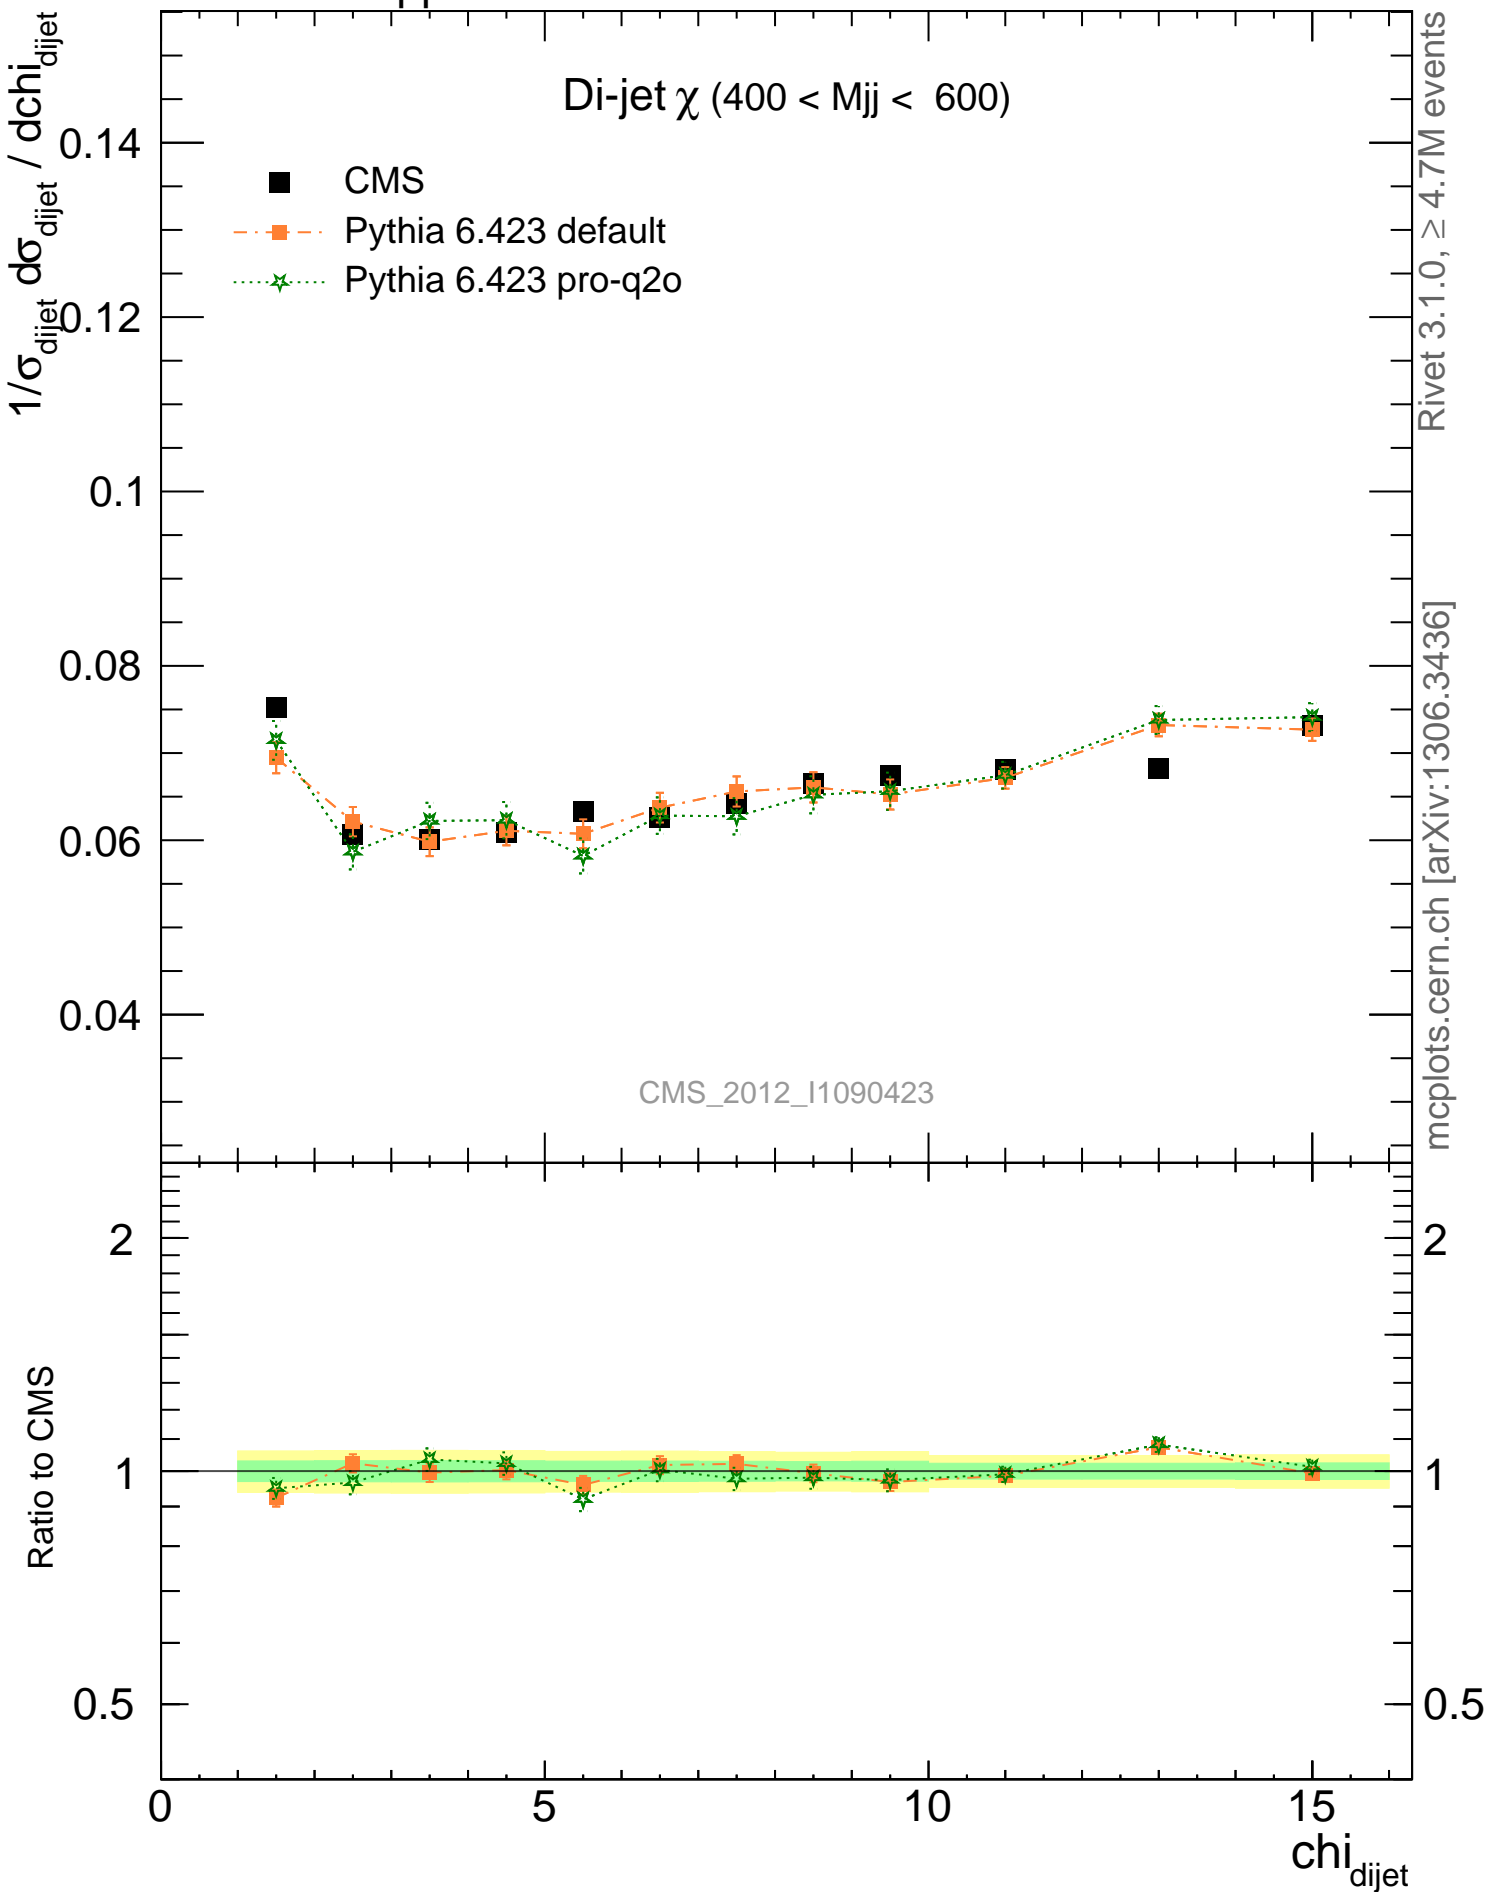 Di-jet χ (400 < Mjj < 600)
CMS
Pythia 6.423 default
Pythia 6.423 pro-q2o
1/σdijet dσdijet / dchidijet
0.14
0.12
0.1
0.08
0.06
0.04
CMS_2012_I1090423
Rivet 3.1.0, ≥ 4.7M events
mcplots.cern.ch [arXiv:1306.3436]
Ratio to CMS
2
1
0.5
2
1
0.5
0 5 10 15
chidijet